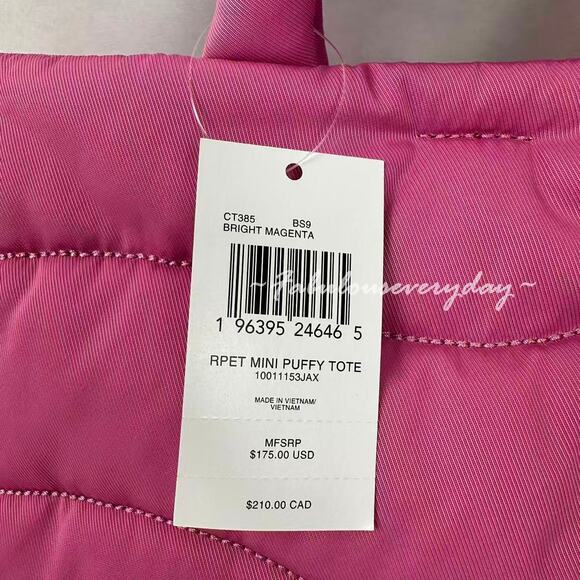 CT385 BS9
BRIGHT MAGENTA
~ Fabulouseveryday ~
1 96395 24646 5
RPET MINI PUFFY TOTE
10011153JAX
MADE IN VIETNAM/
VIETNAM
MFSRP
$175.00 USD
$210.00 CAD